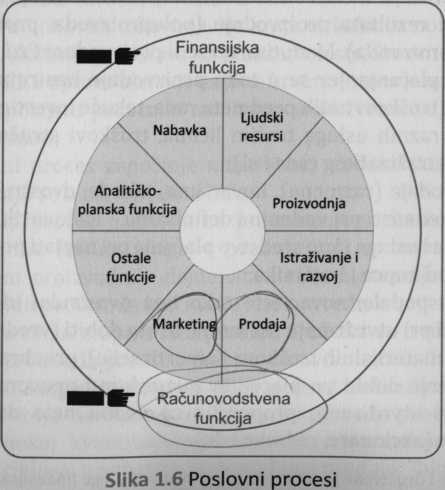 Finansijska
funkcija
Nabavka
Ljudski
resursi
Analitičko-
planska funkcija
Proizvodnja
Ostale
funkcije
Istraživanje i
razvoj
Marketing
Prodaja
Računovodstvena
funkcija
Slika 1.6 Poslovni procesi